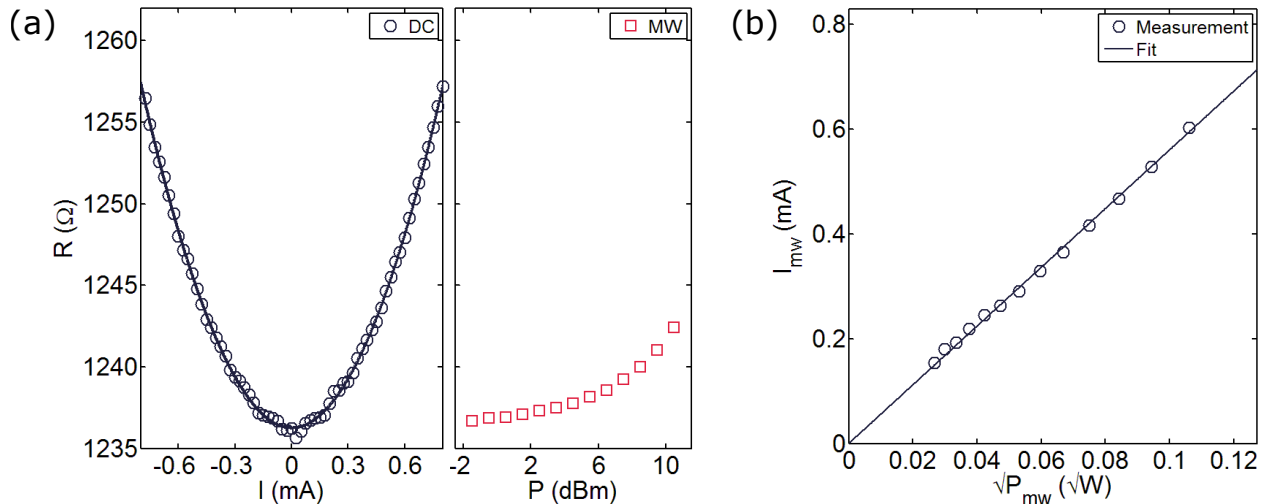 (a)
DC
MW
(b)
Measurement
Fit
R (Ω)
1260
1255
1250
1245
1240
1235
-0.6 -0.3 0 0.3 0.6
I (mA)
-2 2 6 10
P (dBm)
I_mw (mA)
0.8
0.6
0.4
0.2
0
0 0.02 0.04 0.06 0.08 0.10 0.12
√P_mw (√W)